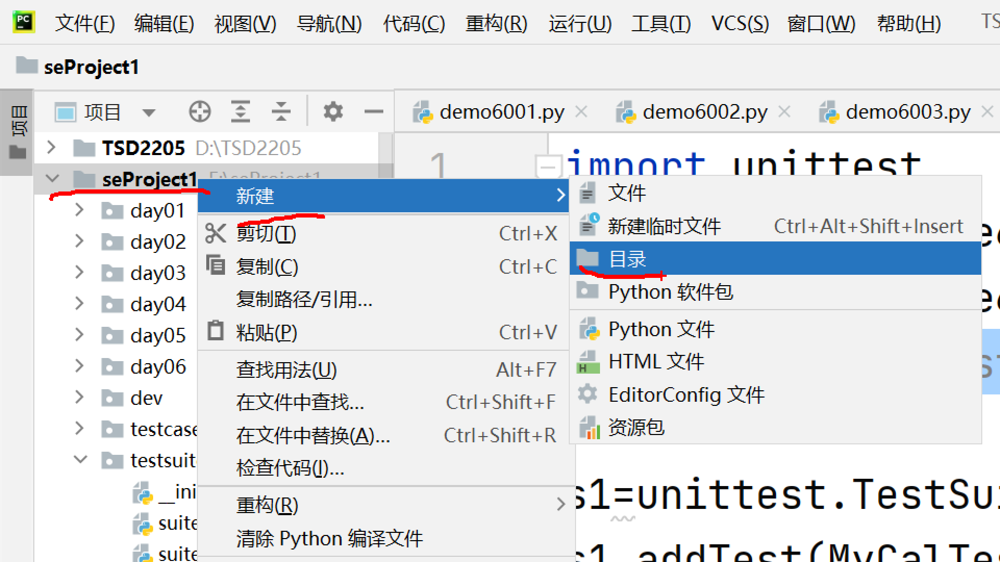 PC 文件(F) 编辑(E) 视图(V) 导航(N) 代码(C) 重构(R) 运行(U) 工具(T) VCS(S) 窗口(W) 帮助(H) TS
seProject1
项目
项目 demo6001.py demo6002.py demo6003.py
TSD2205 D:\TSD2205
1 import unittest
seProject1
新建
day01
day02
day03
day04
day05
day06
dev
testcase
testsuit
__ini
suite
suite
剪切(T) Ctrl+X
复制(C) Ctrl+C
复制路径/引用...
粘贴(P) Ctrl+V
查找用法(U) Alt+F7
在文件中查找... Ctrl+Shift+F
在文件中替换(A)... Ctrl+Shift+R
检查代码(I)...
重构(R)
清除 Python 编译文件
文件
新建临时文件 Ctrl+Alt+Shift+Insert
目录
Python 软件包
Python 文件
HTML 文件
EditorConfig 文件
资源包
s1=unittest.TestSui
s1.addTest(MyCalTes